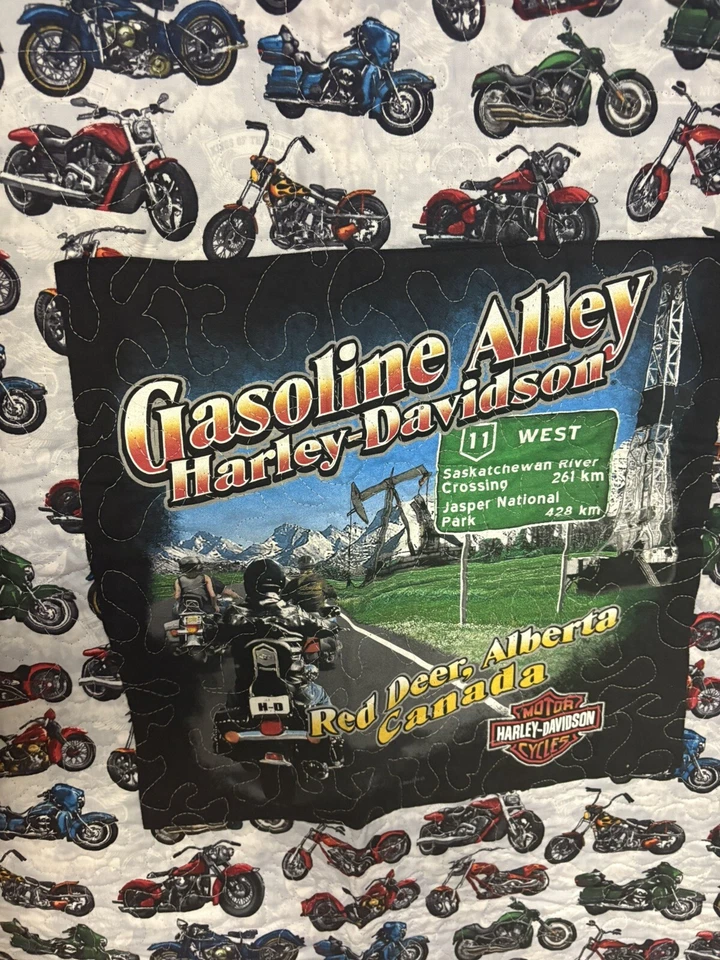 Gasoline Alley
Harley-Davidson
11 WEST
Saskatchewan River
Crossing 261 km
Jasper National
Park 428 km
H-D
Red Deer, Alberta
Canada
MOTOR
HARLEY-DAVIDSON
CYCLES